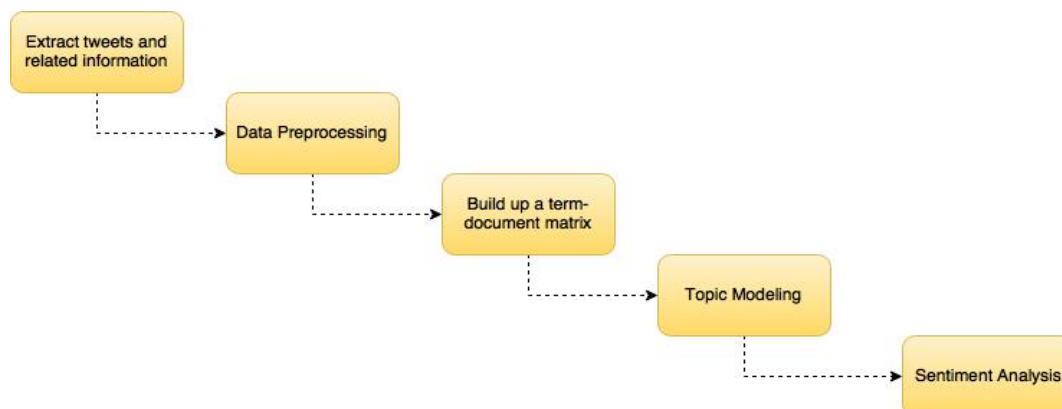 Extract tweets and
related information
Data Preprocessing
Build up a term-
document matrix
Topic Modeling
Sentiment Analysis